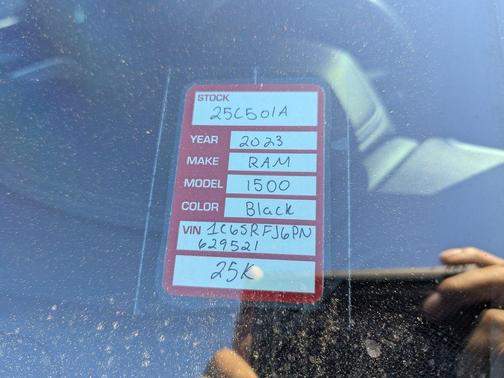 STOCK
25C501A
YEAR 2023
MAKE RAM
MODEL 1500
COLOR Black
VIN 1C6SRFJ6PN
629521
25K